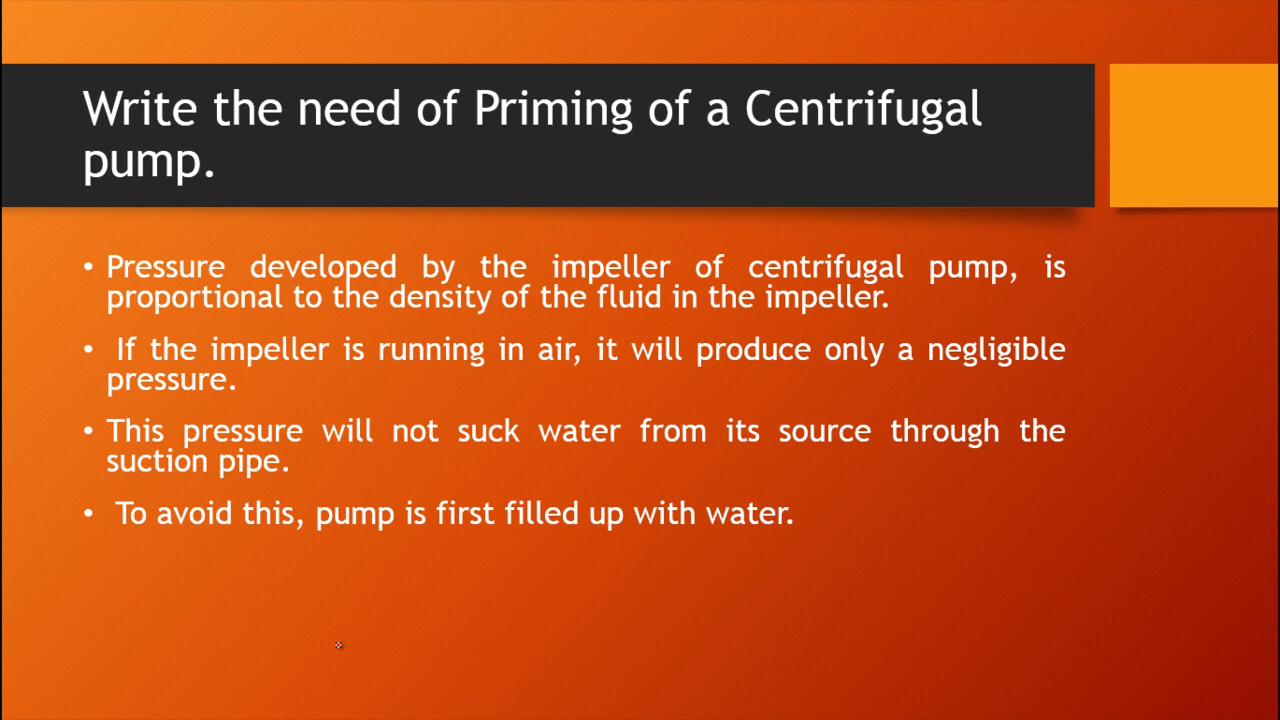 Write the need of Priming of a Centrifugal
pump.
• Pressure developed by the impeller of centrifugal pump, is
proportional to the density of the fluid in the impeller.
• If the impeller is running in air, it will produce only a negligible
pressure.
• This pressure will not suck water from its source through the
suction pipe.
• To avoid this, pump is first filled up with water.